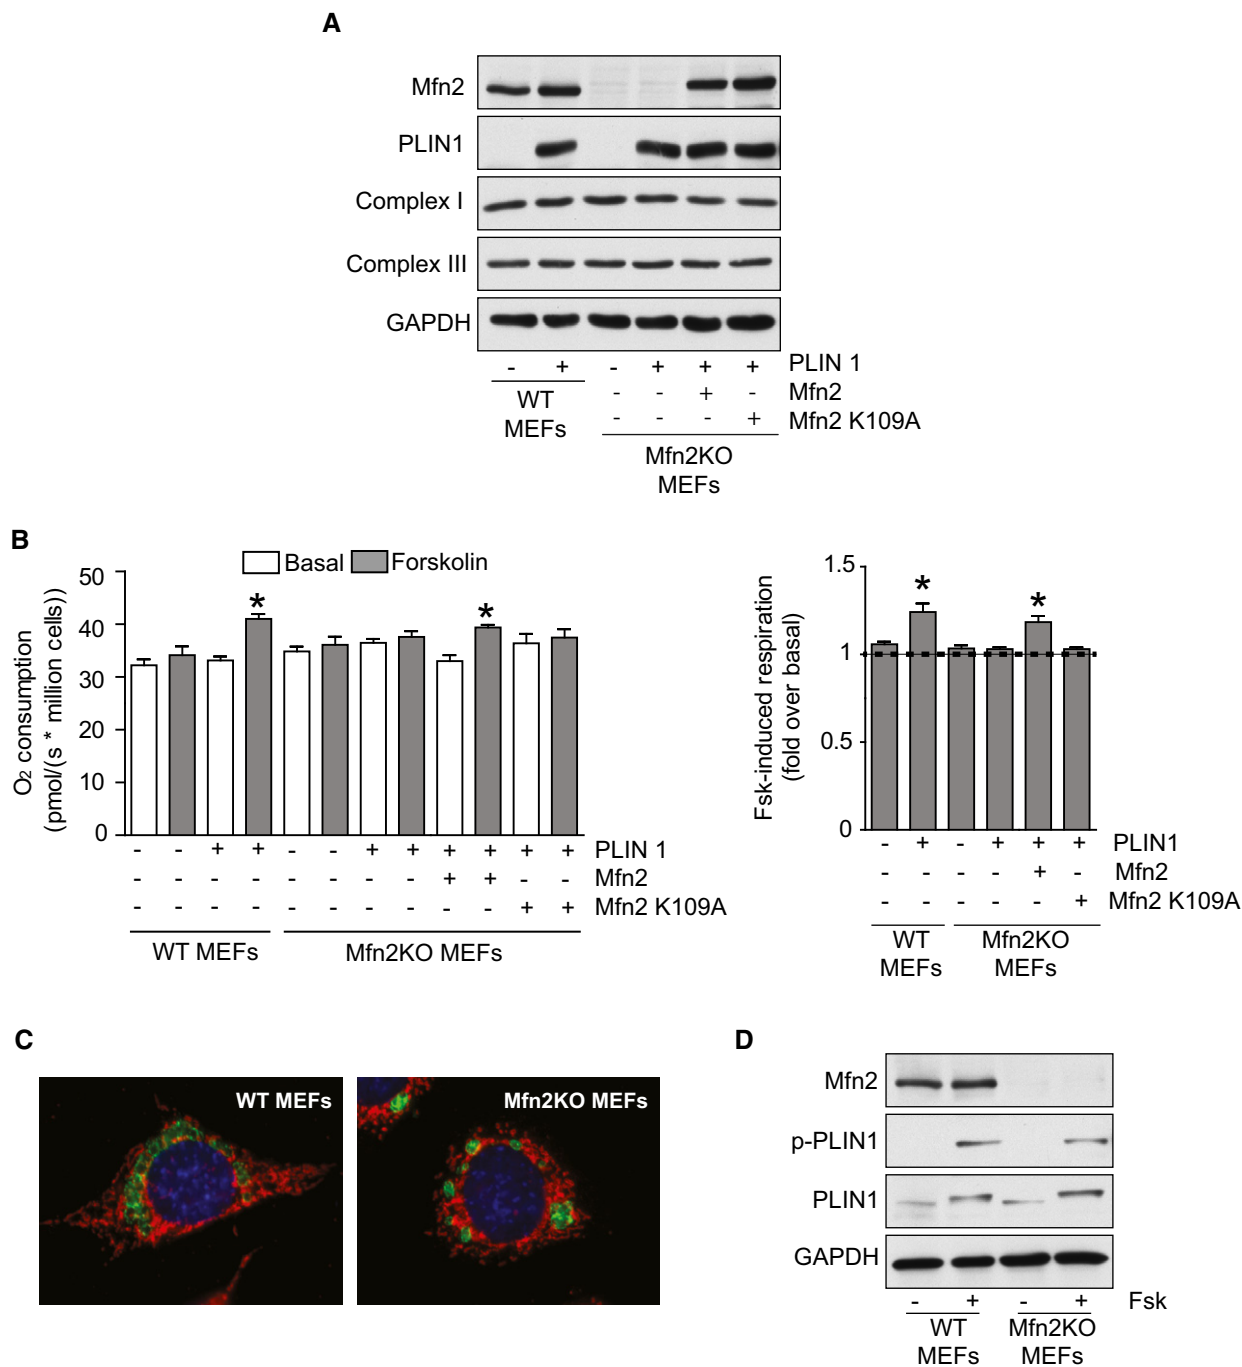 A
Mfn2
PLIN1
Complex I
Complex III
GAPDH
- + - + + + PLIN 1
- - + - Mfn2
- - - + Mfn2 K109A
WT
MEFs
Mfn2KO
MEFs
B
Basal Forskolin
O2 consumption
(pmol/(s * million cells))
50
40
30
20
10
0
* *
- - + + - - + + + + + + PLIN 1
- - - - - - - - + + - - Mfn2
- - - - - - - - - - + + Mfn2 K109A
WT MEFs Mfn2KO MEFs
Fsk-induced respiration
(fold over basal)
1.5
1
0.5
0
* *
- + - + + + PLIN1
- - - - + - Mfn2
- - - - - + Mfn2 K109A
WT
MEFs
Mfn2KO
MEFs
C
WT MEFs
Mfn2KO MEFs
D
Mfn2
p-PLIN1
PLIN1
GAPDH
- + - + Fsk
WT
MEFs
Mfn2KO
MEFs